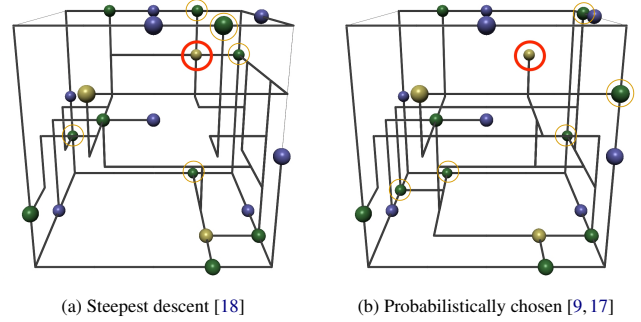 (a) Steepest descent [18]
(b) Probabilistically chosen [9, 17]